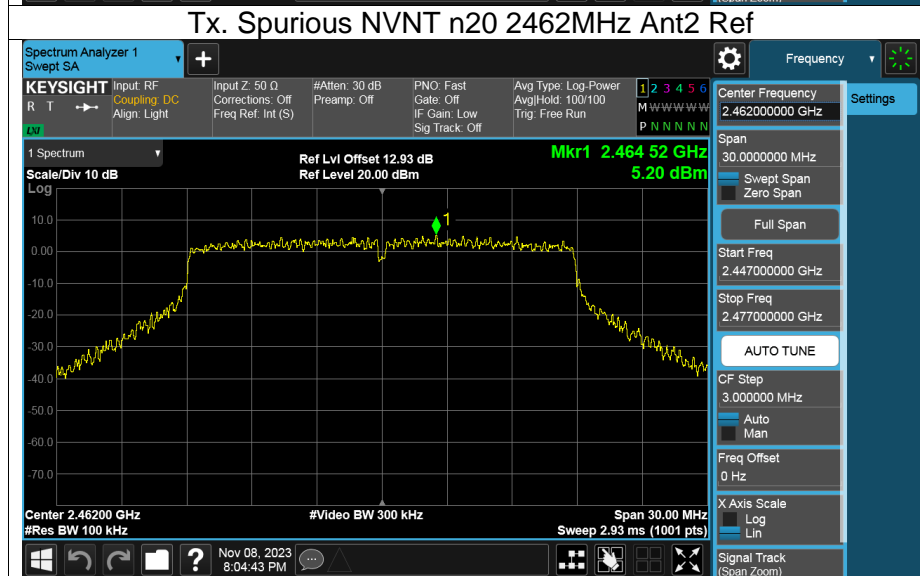 (Span Zoom)
Tx. Spurious NVNT n20 2462MHz Ant2 Ref
Spectrum Analyzer 1
Swept SA
Frequency
KEYSIGHT
R T
LXI
Input: RF
Coupling: DC
Align: Light
Input Z: 50 Ω
Corrections: Off
Freq Ref: Int (S)
#Atten: 30 dB
Preamp: Off
PNO: Fast
Gate: Off
IF Gain: Low
Sig Track: Off
Avg Type: Log-Power
Avg|Hold: 100/100
Trig: Free Run
1 2 3 4 5 6
M W W W W W
P N N N N N
1 Spectrum
Scale/Div 10 dB
Ref Lvl Offset 12.93 dB
Ref Level 20.00 dBm
Mkr1 2.464 52 GHz
5.20 dBm
Log
10.0
0.00
-10.0
-20.0
-30.0
-40.0
-50.0
-60.0
-70.0
1
Center 2.46200 GHz
#Res BW 100 kHz
#Video BW 300 kHz
Span 30.00 MHz
Sweep 2.93 ms (1001 pts)
Center Frequency
2.462000000 GHz
Settings
Span
30.0000000 MHz
Swept Span
Zero Span
Full Span
Start Freq
2.447000000 GHz
Stop Freq
2.477000000 GHz
AUTO TUNE
CF Step
3.000000 MHz
Auto
Man
Freq Offset
0 Hz
X Axis Scale
Log
Lin
Signal Track
(Span Zoom)
?
Nov 08, 2023
8:04:43 PM